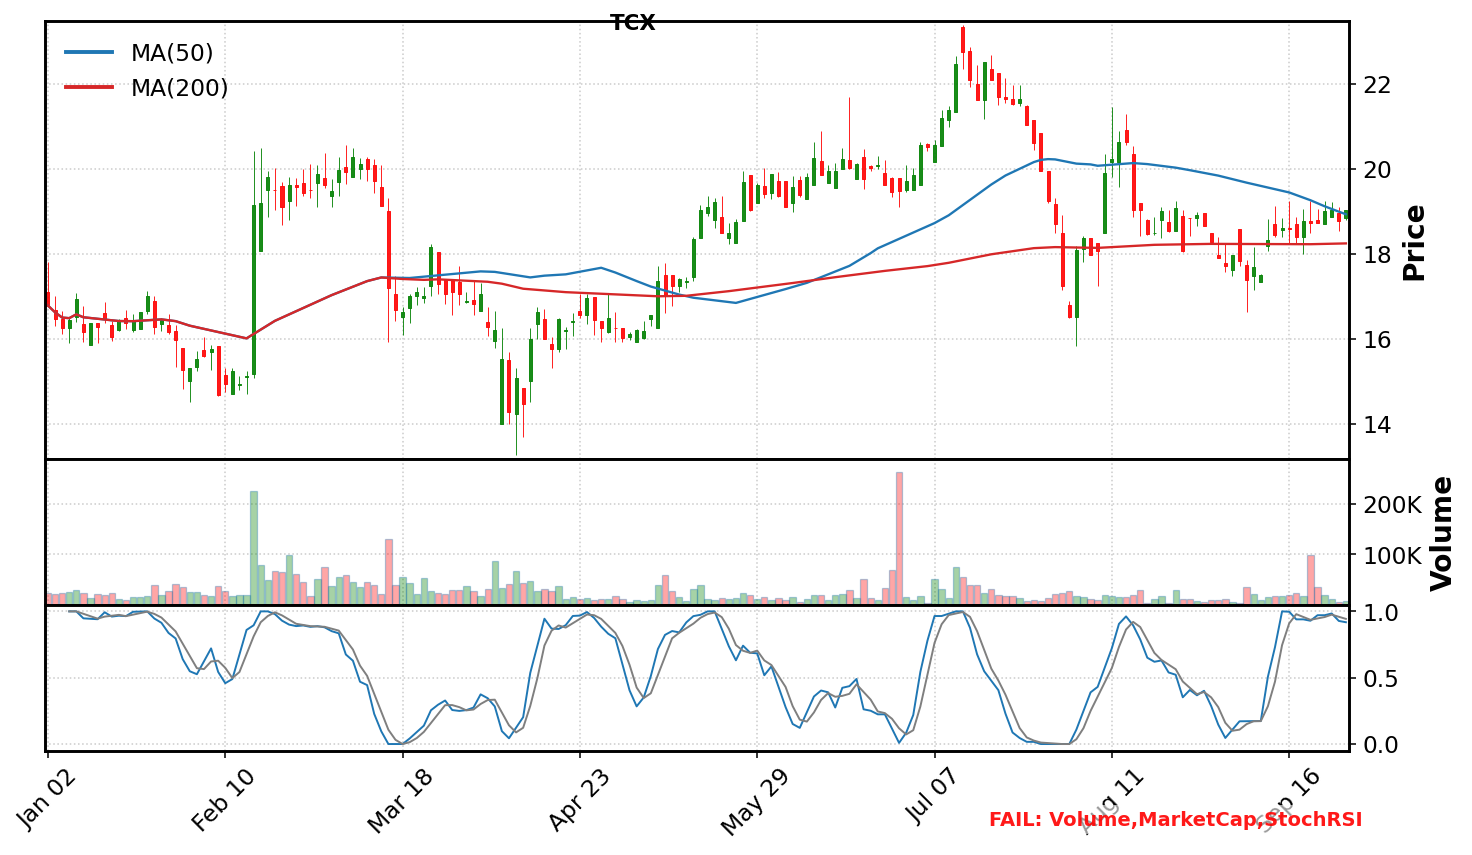 TCX
MA(50)
MA(200)
22
20
18
16
14
Price
200K
100K
Volume
1.0
0.5
0.0
Jan 02
Feb 10
Mar 18
Apr 23
May 29
Jul 07
Aug 11
Sep 16
FAIL: Volume,MarketCap,StochRSI